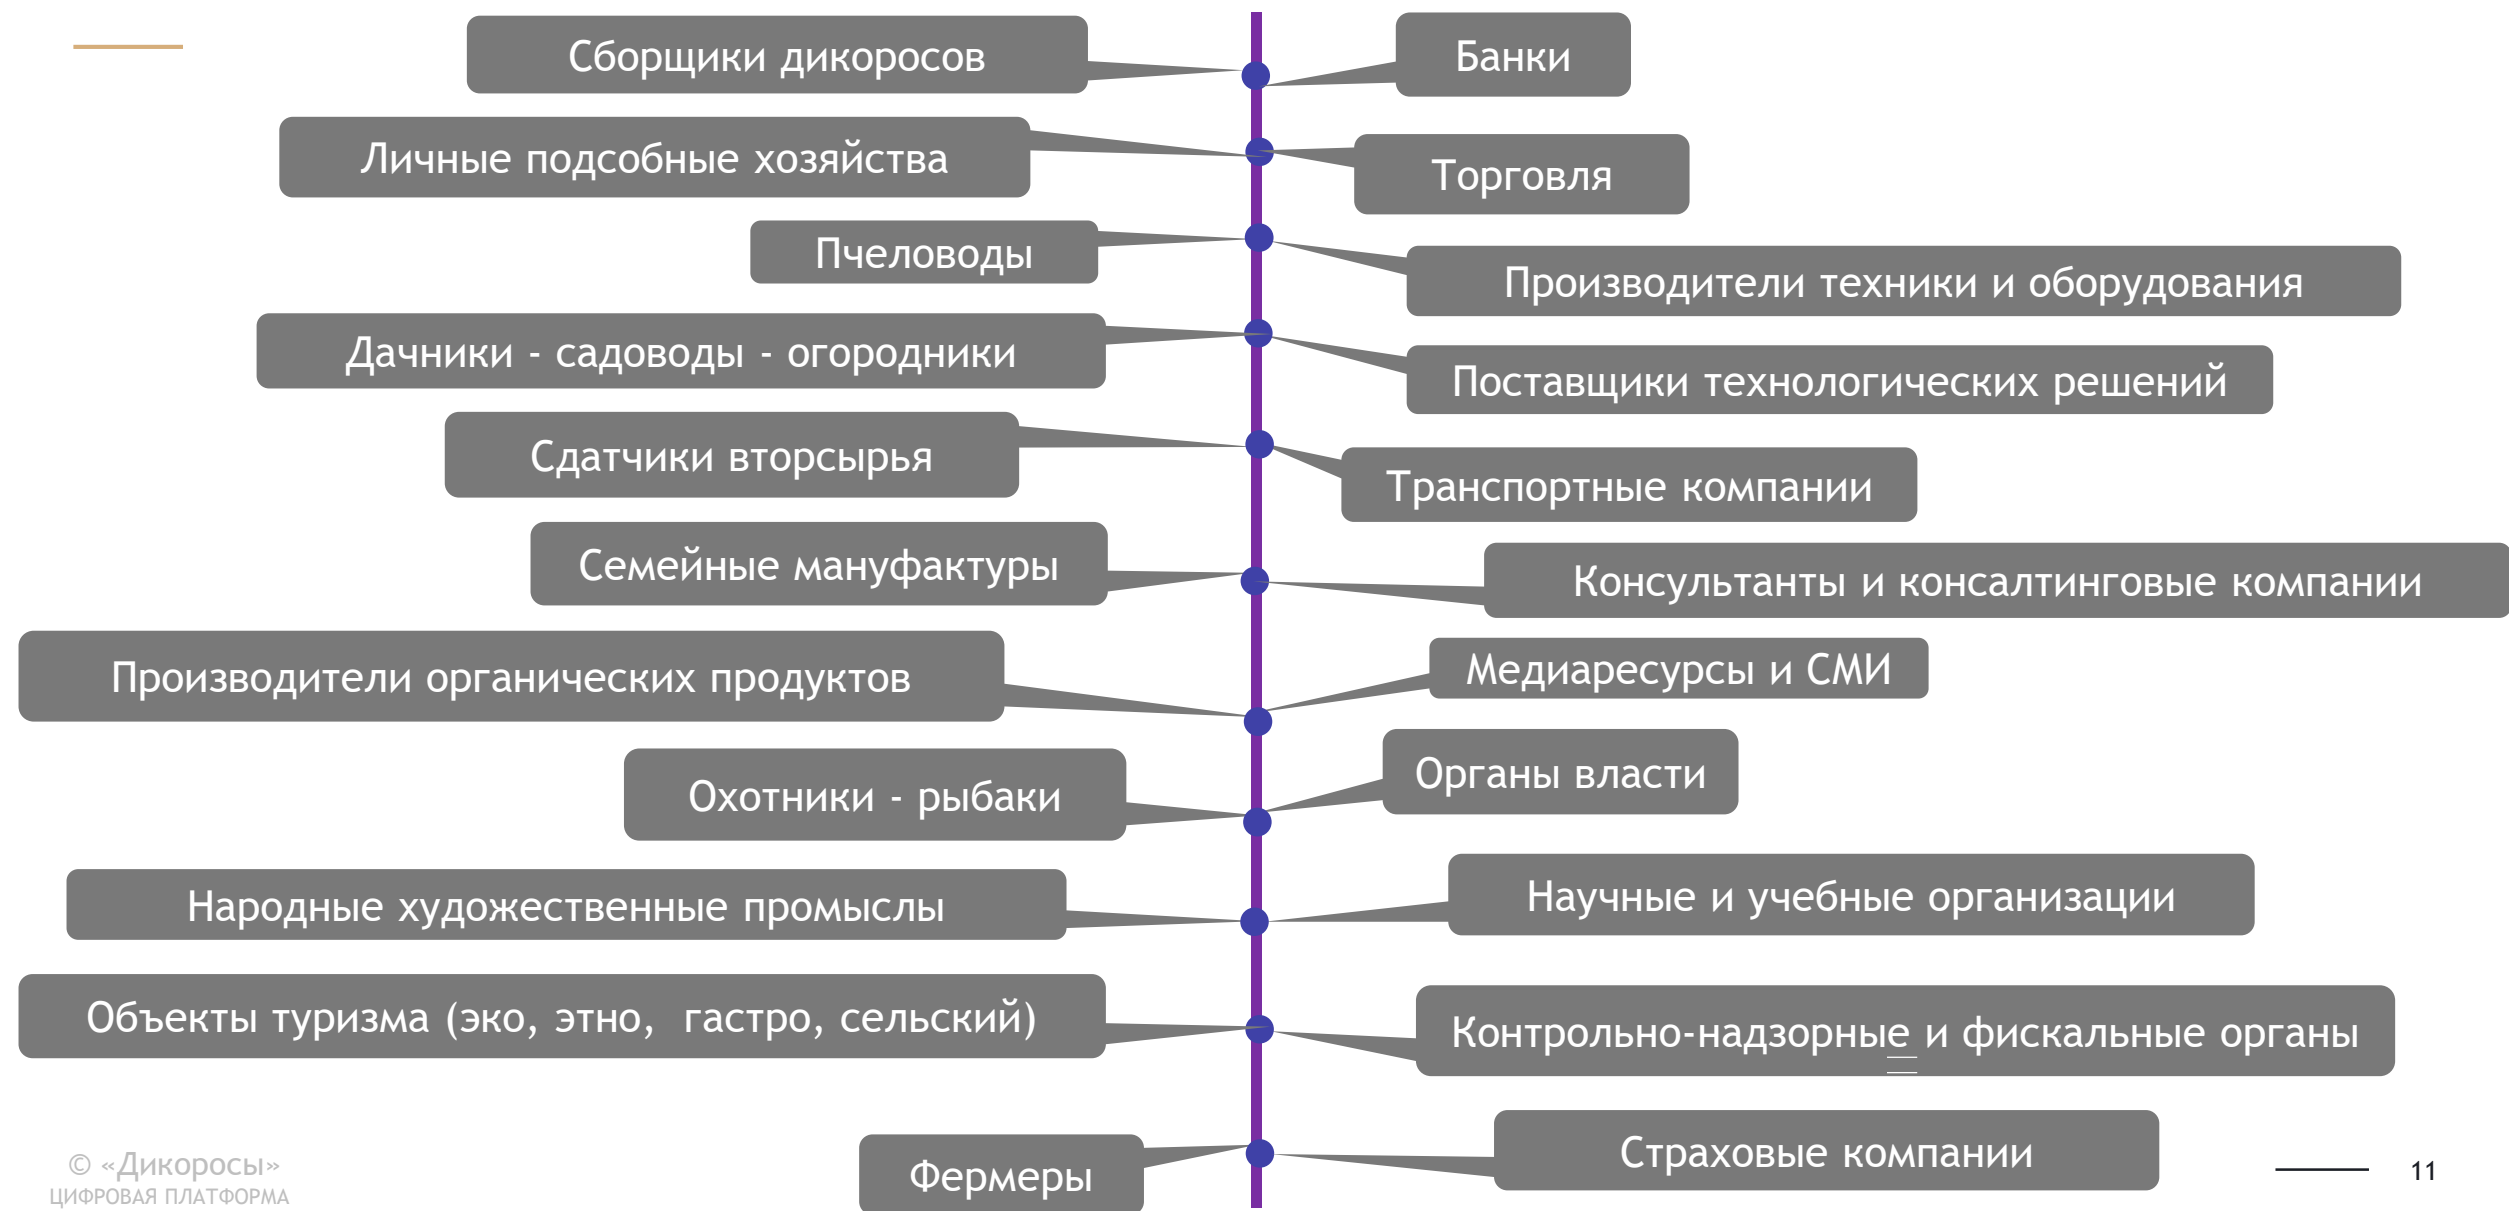 Сборщики дикоросов
Банки
Личные подсобные хозяйства
Торговля
Пчеловоды
Производители техники и оборудования
Дачники - садоводы - огородники
Поставщики технологических решений
Сдатчики вторсырья
Транспортные компании
Семейные мануфактуры
Консультанты и консалтинговые компании
Производители органических продуктов
Медиаресурсы и СМИ
Охотники - рыбаки
Органы власти
Народные художественные промыслы
Научные и учебные организации
Объекты туризма (эко, этно,  гастро, сельский)
Контрольно-надзорные и фискальные органы
Фермеры
Страховые компании
© «Дикоросы»
ЦИФРОВАЯ ПЛАТФОРМА
11